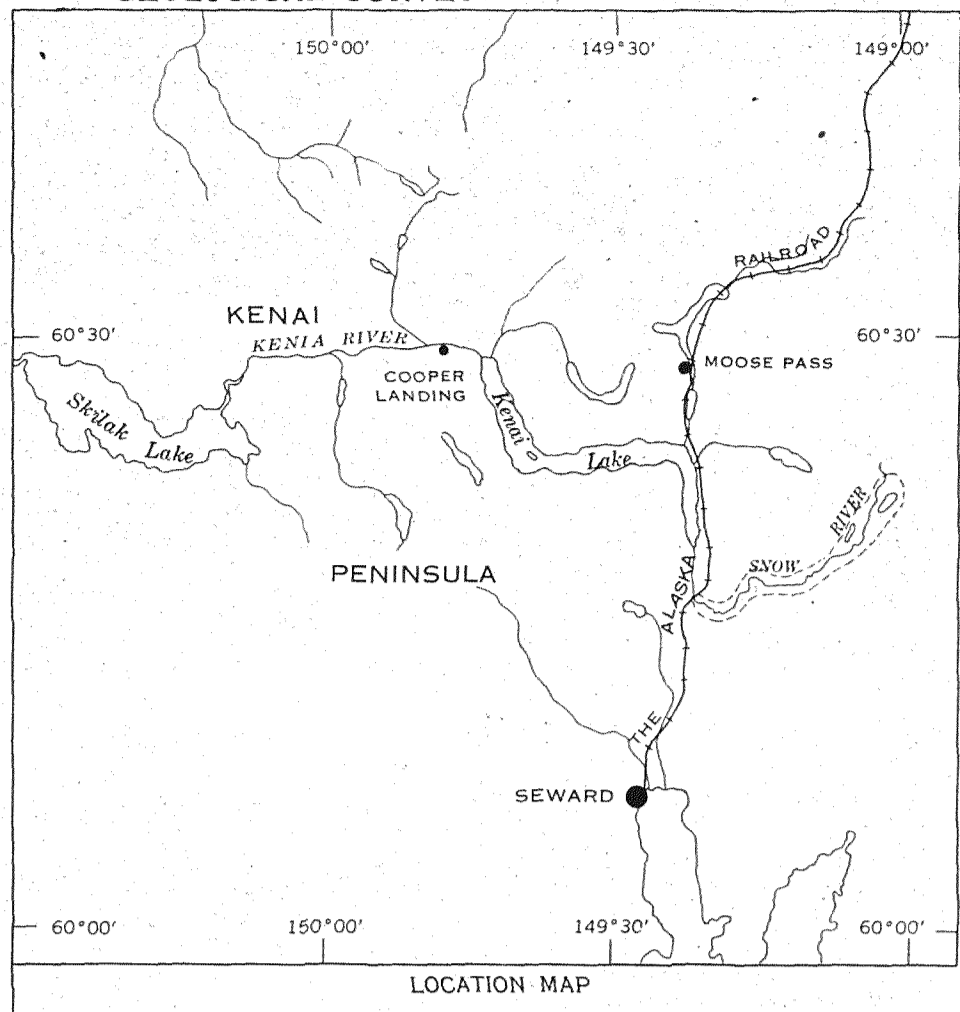 150°00' 149°30' 149°00'
RAILROAD
KENAI
60°30' KENIA RIVER 60°30'
MOOSE PASS
COOPER
LANDING
Skilak Lake
Kenai Lake
RIVER
SNOW
PENINSULA
ALASKA
THE
SEWARD
60°00' 150°00' 149°30' 60°00'
LOCATION MAP